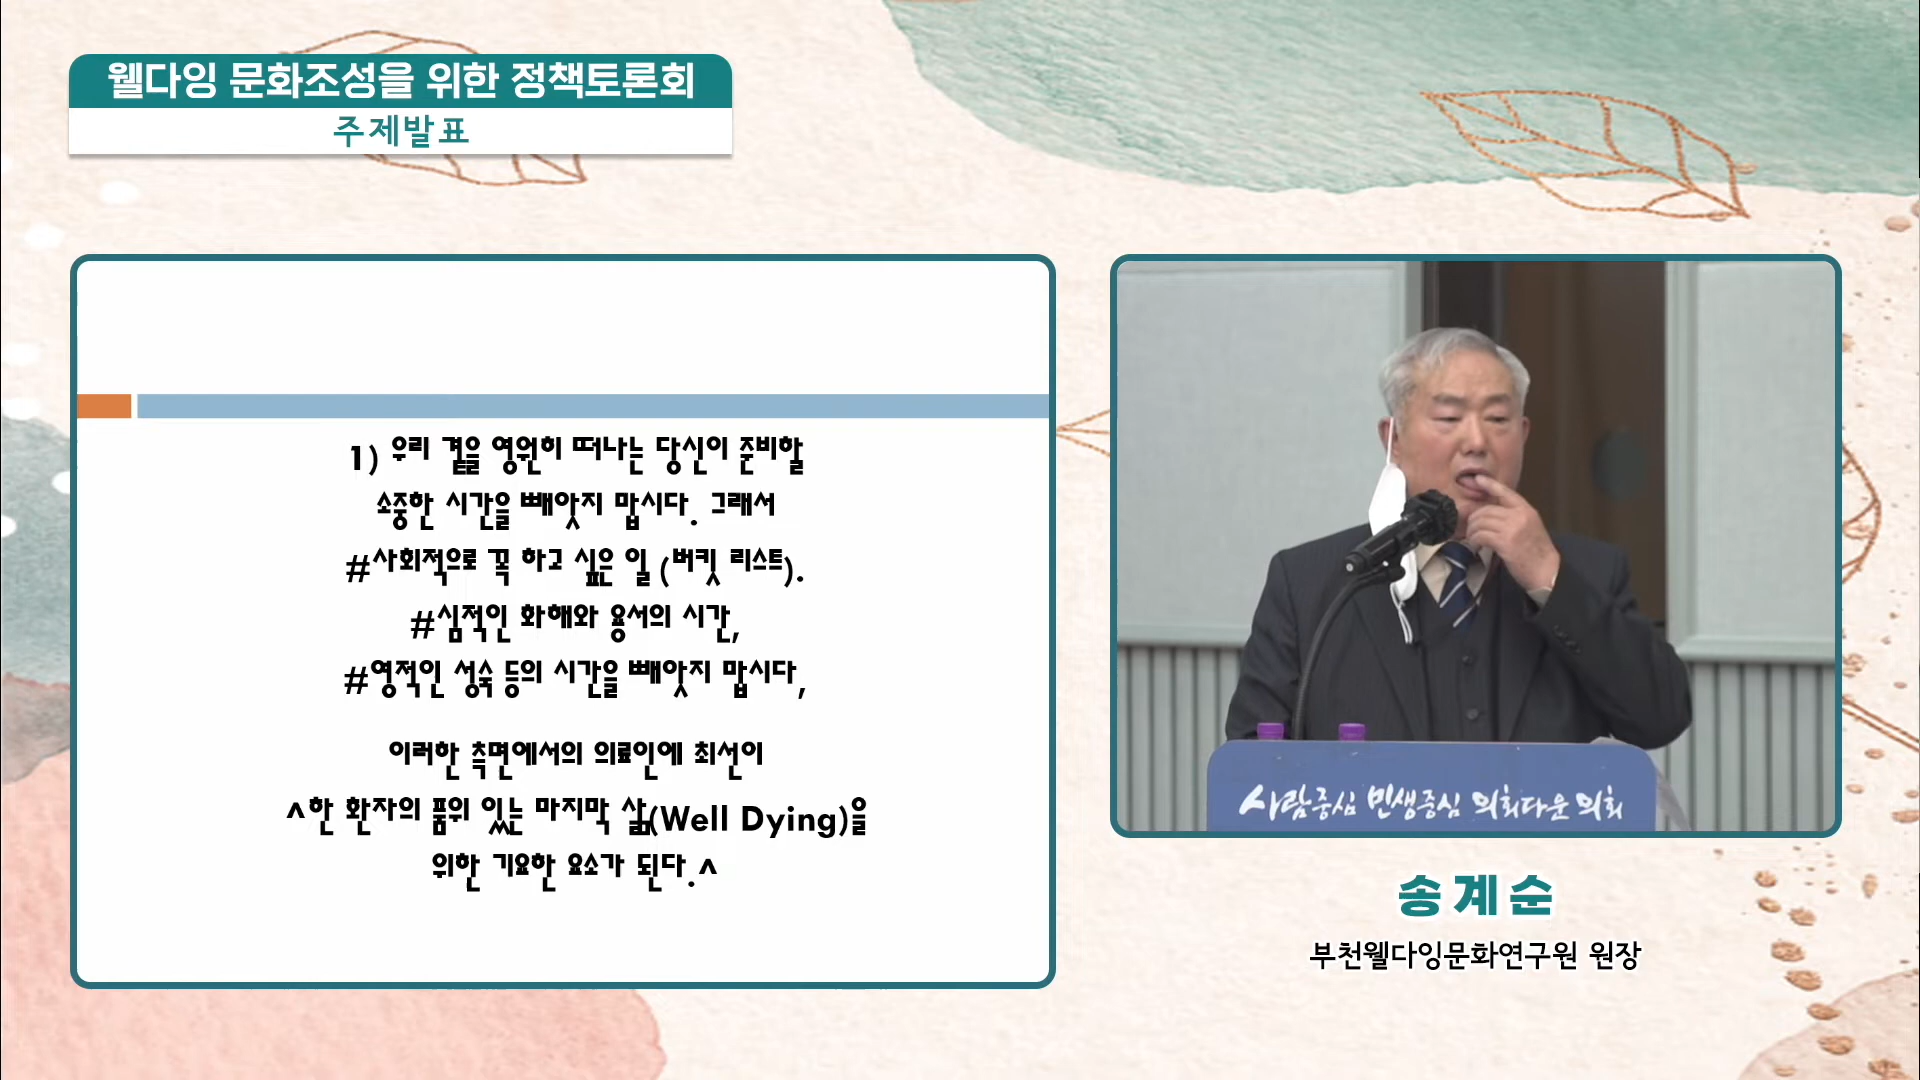 웰다잉 문화조성을 위한 정책토론회
주제발표
1) 우리 곁을 영원히 떠나는 당신이 준비할
소중한 시간을 빼앗지 맙시다. 그래서
#사회적으로 꼭 하고 싶은 일 (버킷 리스트).
#심적인 화해와 용서의 시간,
#영적인 성숙 등의 시간을 빼앗지 맙시다,
이러한 측면에서의 의료인에 최선이
^한 환자의 품위 있는 마지막 삶(Well Dying)을
위한 기요한 요소가 된다.^
사람중심 민생중심 의회다운 의회
송계순
부천웰다잉문화연구원 원장